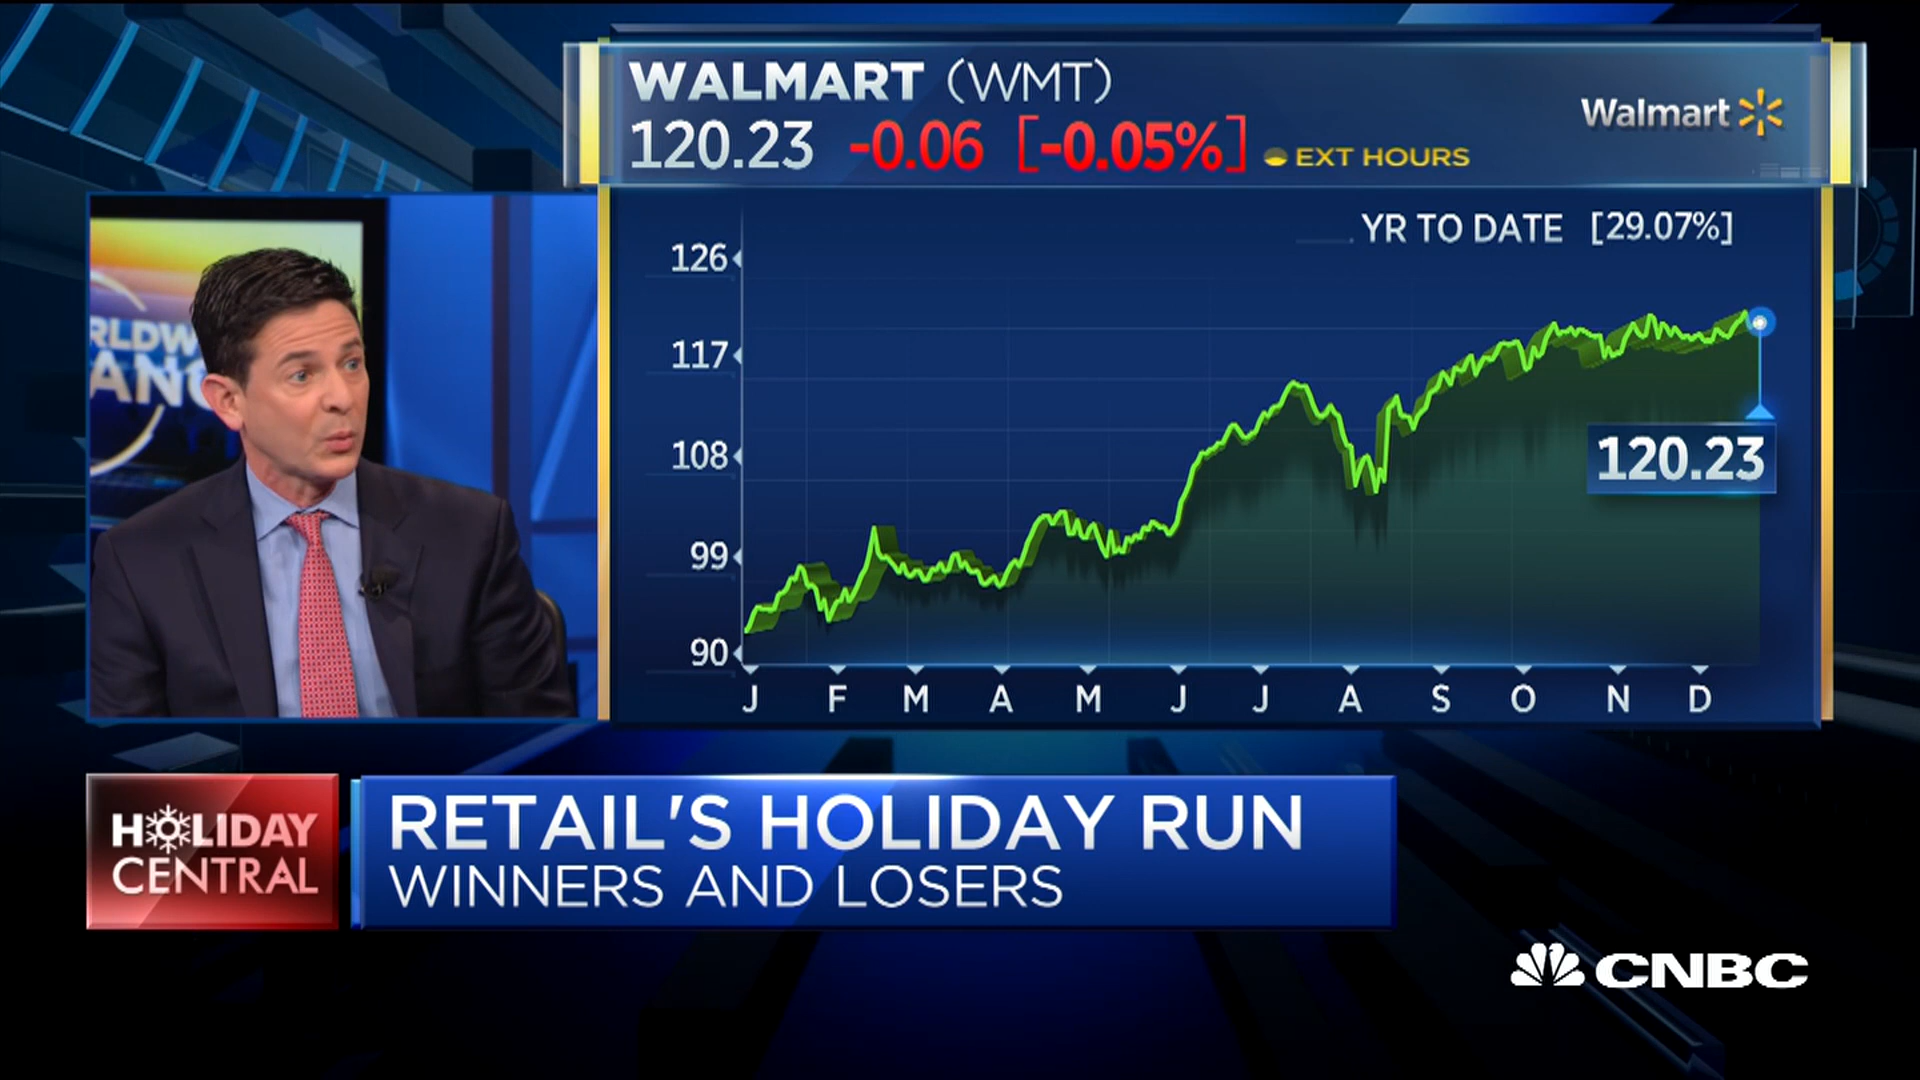 WALMART (WMT)
120.23 -0.06 [-0.05%] EXT HOURS
Walmart
YR TO DATE [29.07%]
126
117
108
99
90
J F M A M J J A S O N D
120.23
HOLIDAY
CENTRAL
RETAIL'S HOLIDAY RUN
WINNERS AND LOSERS
CNBC